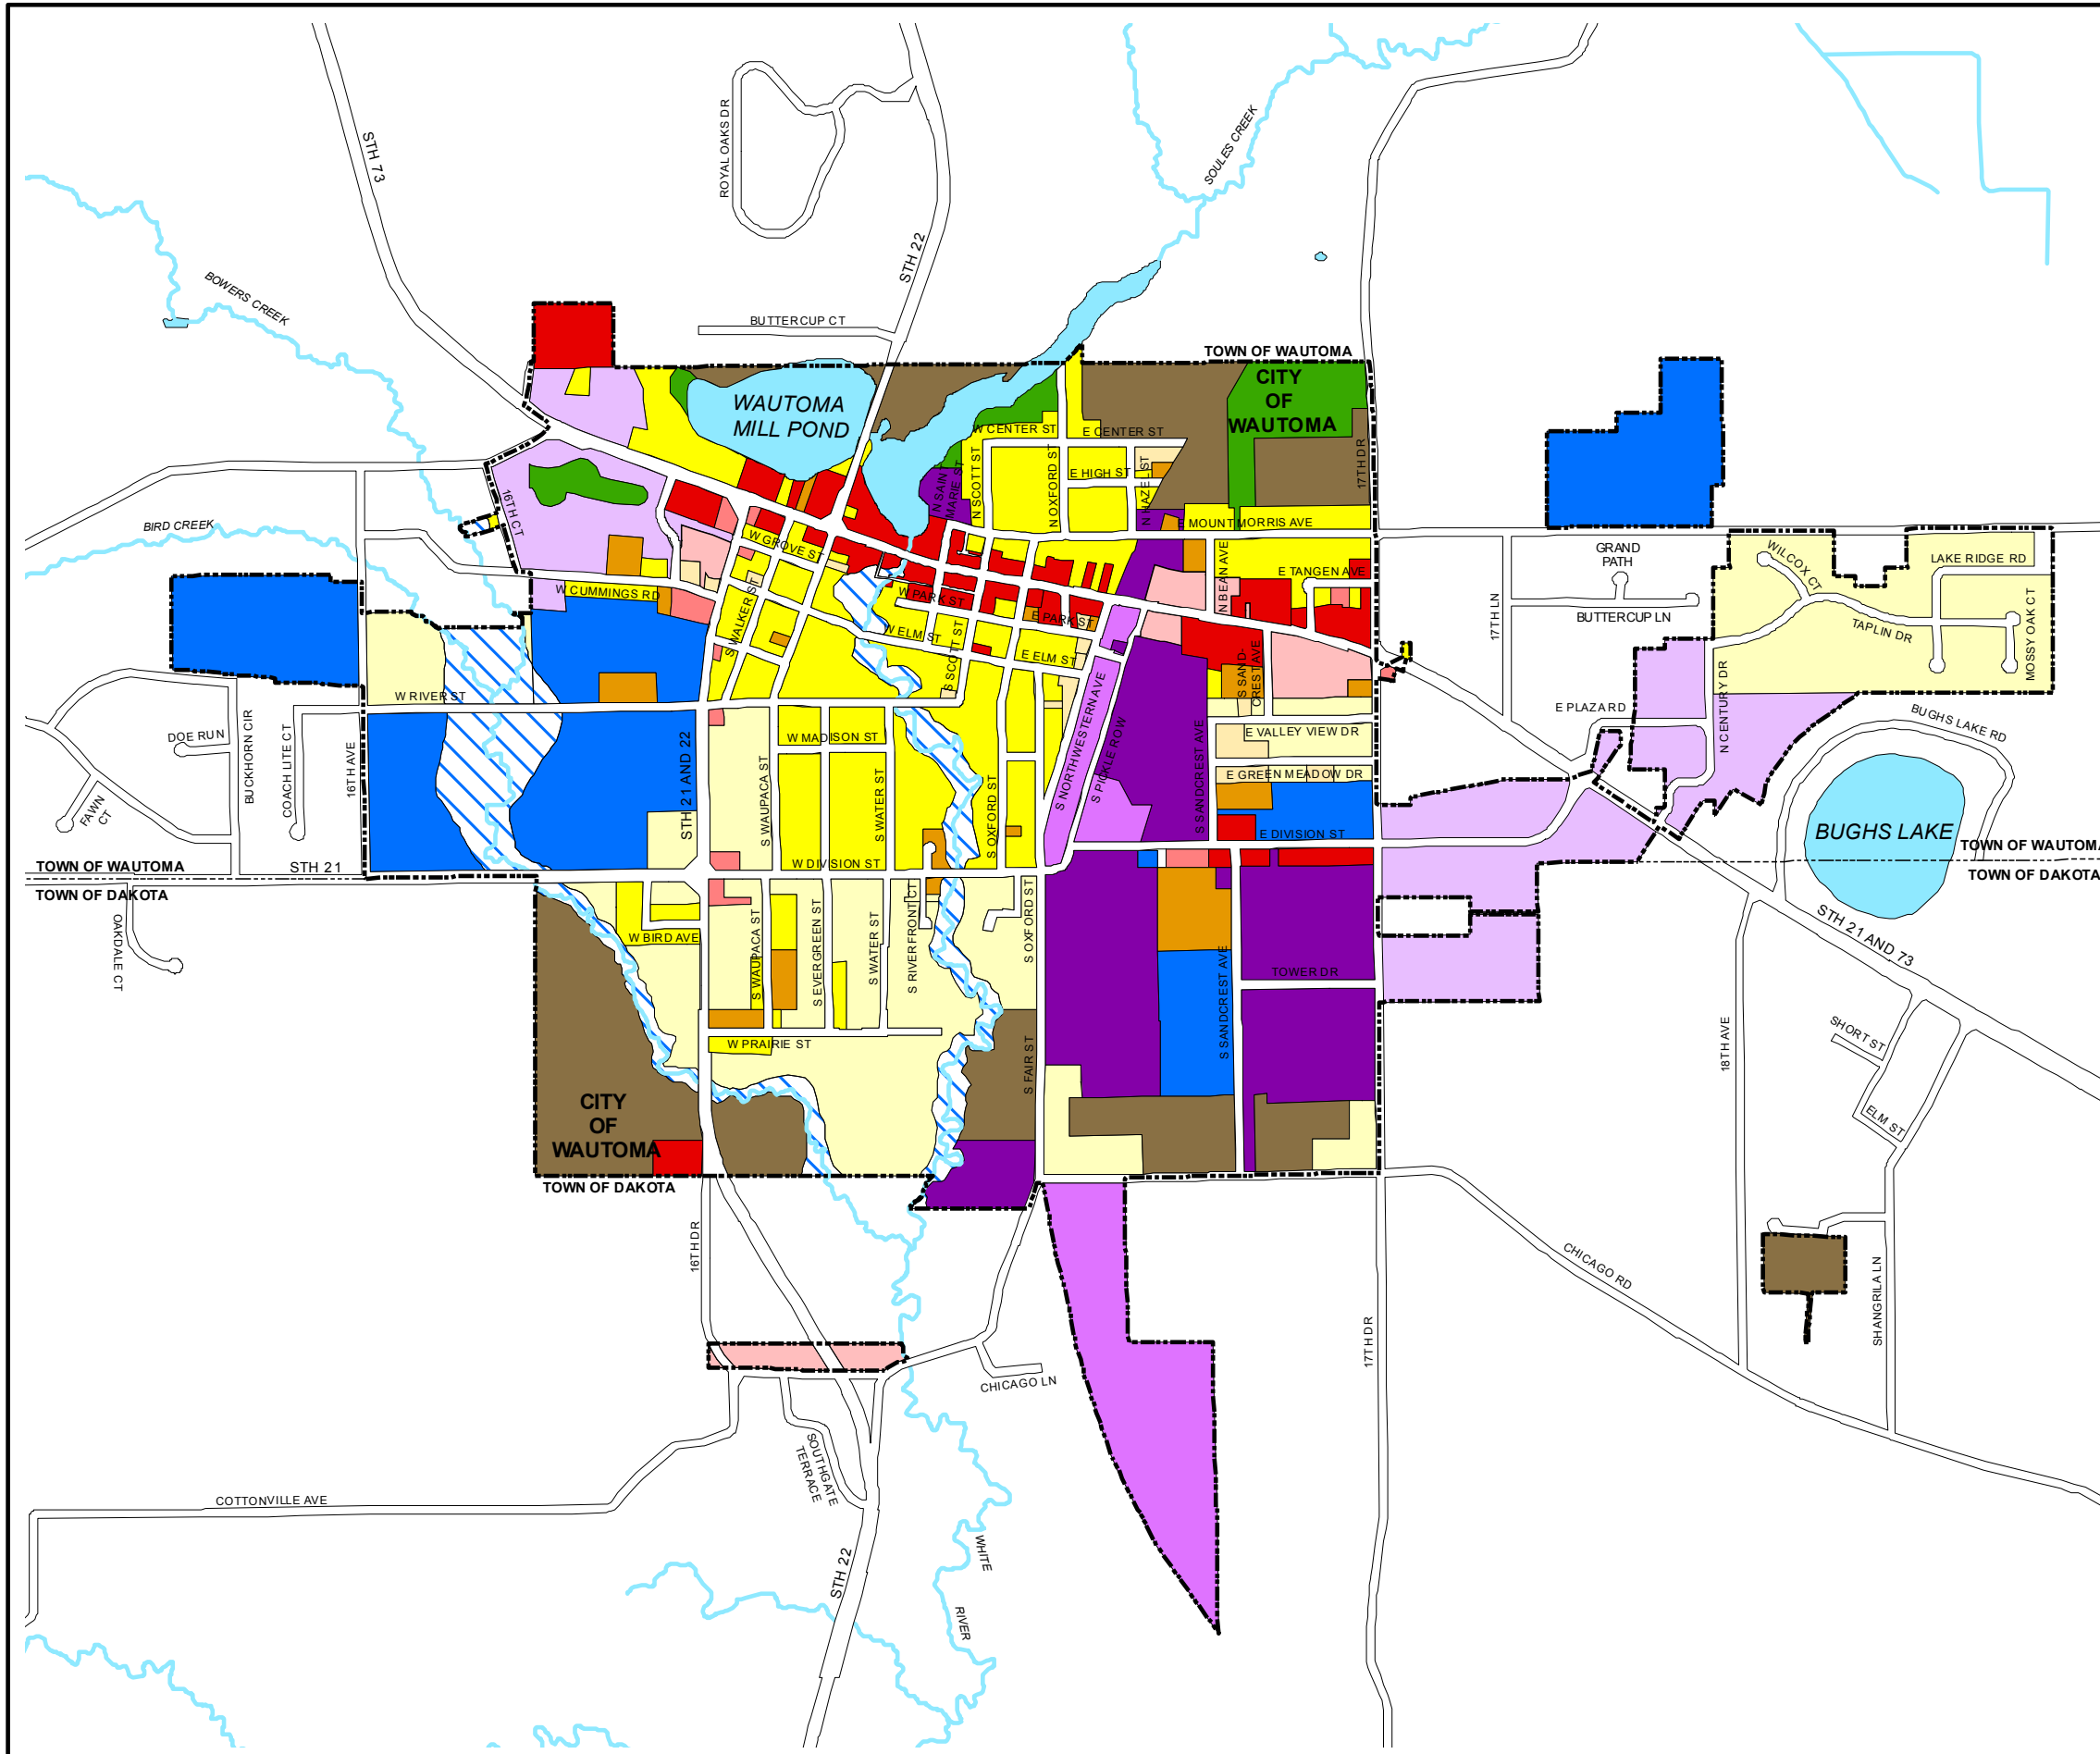 STH 73
ROYAL OAKS DR
SOULES CREEK
STH 22
BOWERS CREEK
BUTTERCUP CT
TOWN OF WAUTOMA
CITY
OF
WAUTOMA
WAUTOMA
MILL POND
W CENTER ST
E CENTER ST
N SAINT
MARIE ST
N SCOTT ST
N OXFORD ST
E HIGH ST
N HAZEL ST
17TH DR
16TH CT
BIRD CREEK
E MOUNT MORRIS AVE
W GROVE ST
GRAND
PATH
WILCOX CT
LAKE RIDGE RD
N BEAN AVE
E TANGEN AVE
W CUMMINGS RD
W PARK ST
E PARK ST
17TH LN
BUTTERCUP LN
TAPLIN DR
MOSSY OAK CT
S WALKER ST
W ELM ST
S SCOTT ST
E ELM ST
S SAND-
CREST AVE
W RIVER ST
N CENTURY DR
E PLAZA RD
BUGHS LAKE RD
DOE RUN
BUCKHORN CIR
COACH LITE CT
16TH AVE
STH 21 AND 22
W MADISON ST
S WAUPACA ST
S WATER ST
S OXFORD ST
S NORTHWESTERN AVE
S PICKLE ROW
S SANDCREST AVE
E VALLEY VIEW DR
E GREEN MEADOW DR
FAWN
CT
E DIVISION ST
BUGHS LAKE
TOWN OF WAUTOMA
STH 21
W DIVISION ST
TOWN OF WAUTOMA
TOWN OF DAKOTA
TOWN OF DAKOTA
OAKDALE CT
W BIRD AVE
S WAUPACA ST
S EVERGREEN ST
S WATER ST
S RIVERFRONT CT
S OXFORD ST
STH 21 AND 73
TOWER DR
S SANDCREST AVE
W PRAIRIE ST
S FAIR ST
18TH AVE
SHORT ST
ELM ST
CITY
OF
WAUTOMA
TOWN OF DAKOTA
16TH DR
CHICAGO RD
SHANGRILA LN
17TH DR
CHICAGO LN
SOUTHGATE
TERRACE
COTTONVILLE AVE
STH 22
WHITE
RIVER